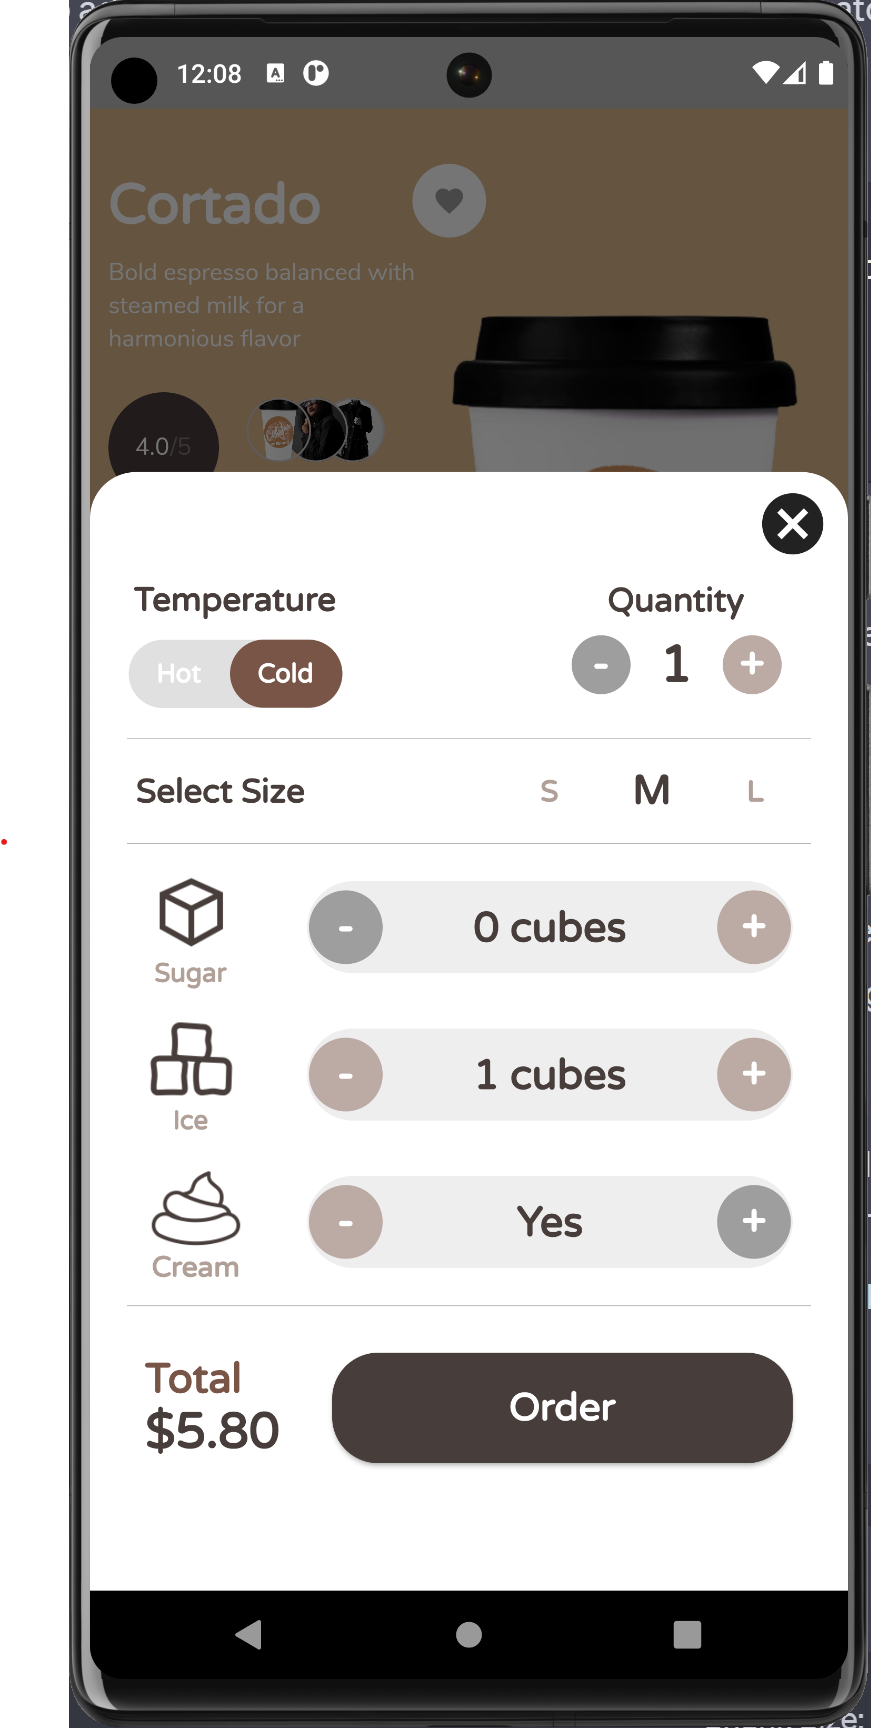 12:08
Cortado
Bold espresso balanced with
steamed milk for a
harmonious flavor
4.0/5
Temperature
Quantity
Hot
Cold
-
1
+
Select Size
S
M
L
-
0 cubes
+
Sugar
-
1 cubes
+
Ice
-
Yes
+
Cream
Total
$5.80
Order